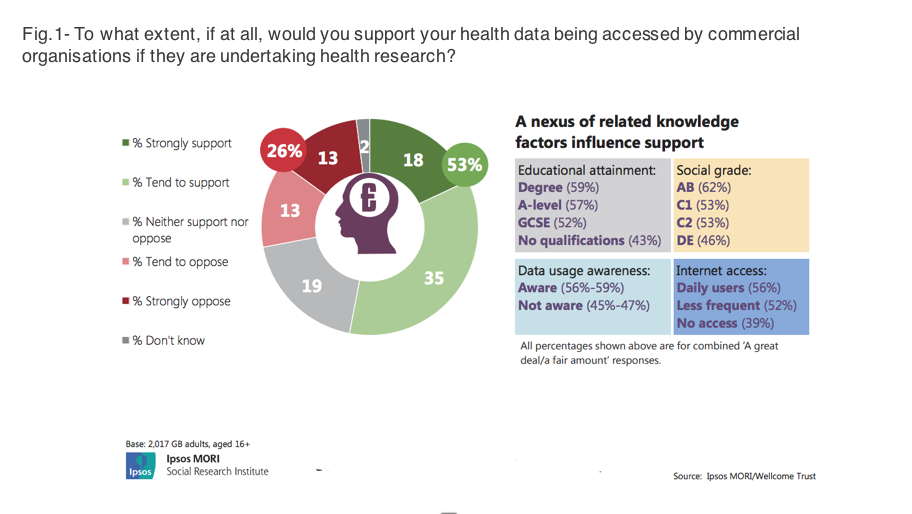 Fig.1- To what extent, if at all, would you support your health data being accessed by commercial
organisations if they are undertaking health research?
% Strongly support
% Tend to support
% Neither support nor
oppose
% Tend to oppose
% Strongly oppose
% Don't know
26%
13
2
18
53%
13
£
19
35
A nexus of related knowledge
factors influence support
Educational attainment:
Degree (59%)
A-level (57%)
GCSE (52%)
No qualifications (43%)
Social grade:
AB (62%)
C1 (53%)
C2 (53%)
DE (46%)
Data usage awareness:
Aware (56%-59%)
Not aware (45%-47%)
Internet access:
Daily users (56%)
Less frequent (52%)
No access (39%)
All percentages shown above are for combined ‘A great
deal/a fair amount’ responses.
Base: 2,017 GB adults, aged 16+
Ipsos
Ipsos MORI
Social Research Institute
Source: Ipsos MORI/Wellcome Trust